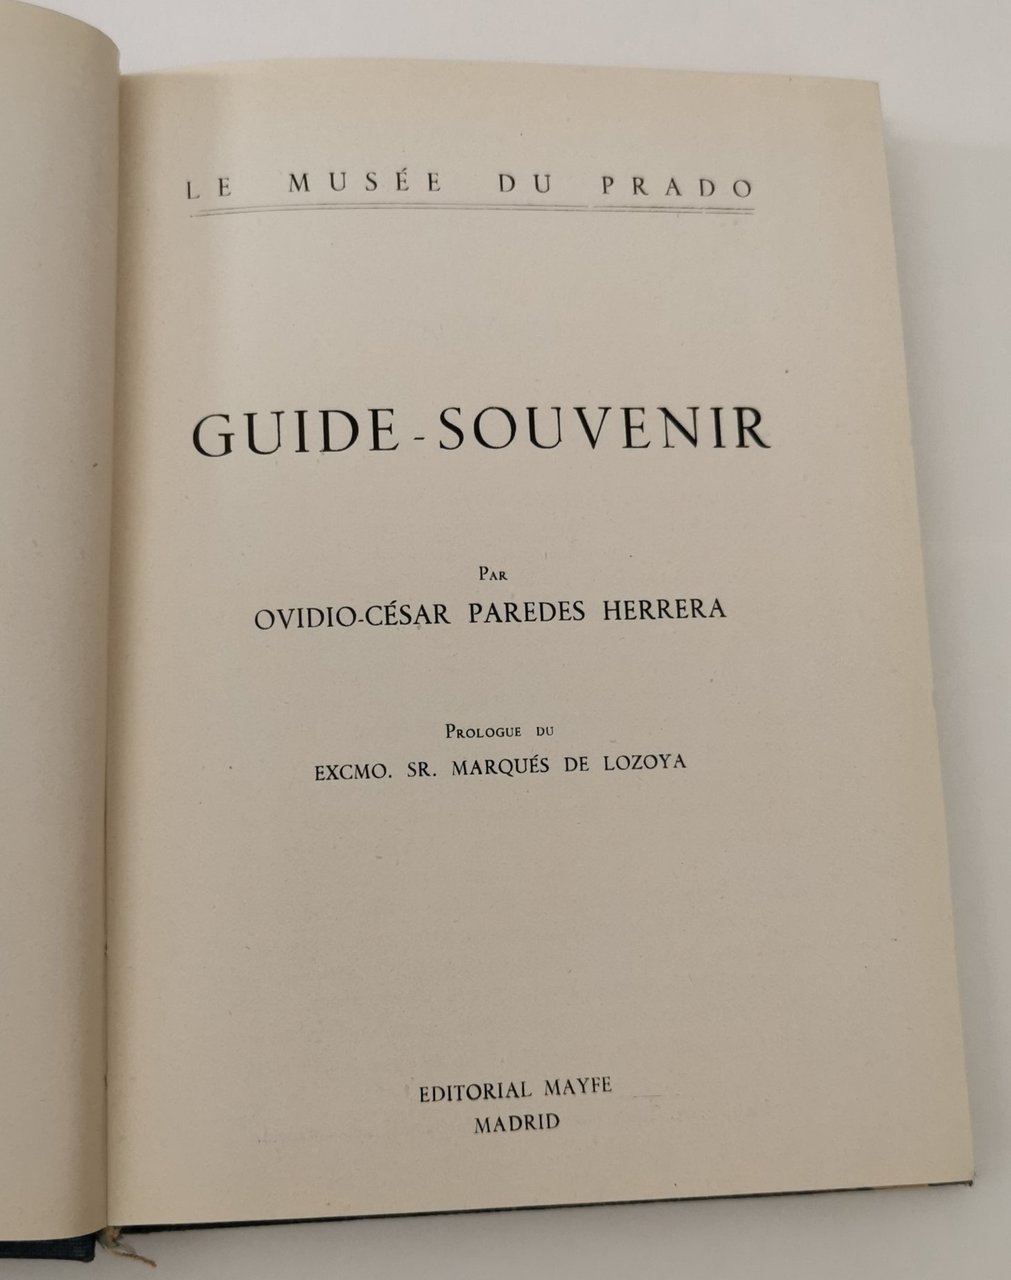 LE MUSÉE DU PRADO
GUIDE - SOUVENIR
PAR
OVIDIO-CÉSAR PAREDES HERRERA
PROLOGUE DU
EXCMO. SR. MARQUÉS DE LOZOYA
EDITORIAL MAYFE
MADRID